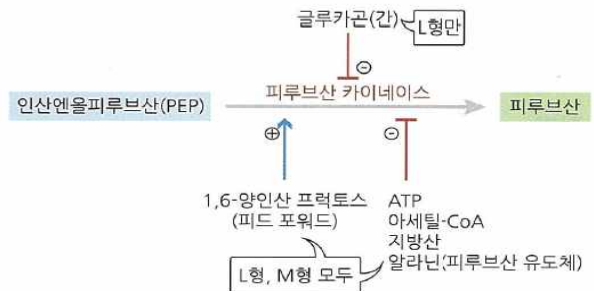 글루카곤(간)
L형만
⊖
피루브산 카이네이스
인산엔올피루브산(PEP)
피루브산
⊕
⊖
1,6-양인산 프럭토스
(피드 포워드)
ATP
아세틸-CoA
지방산
알라닌(피루브산 유도체)
L형, M형 모두